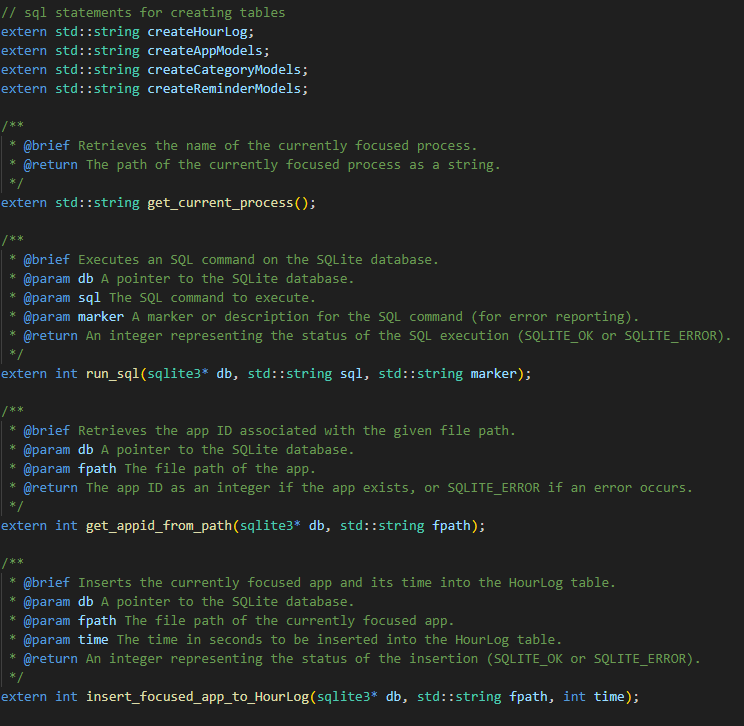 // sql statements for creating tables
extern std::string createHourLog;
extern std::string createAppModels;
extern std::string createCategoryModels;
extern std::string createReminderModels;
/**
 * @brief Retrieves the name of the currently focused process.
 * @return The path of the currently focused process as a string.
 */
extern std::string get_current_process();
/**
 * @brief Executes an SQL command on the SQLite database.
 * @param db A pointer to the SQLite database.
 * @param sql The SQL command to execute.
 * @param marker A marker or description for the SQL command (for error reporting).
 * @return An integer representing the status of the SQL execution (SQLITE_OK or SQLITE_ERROR).
 */
extern int run_sql(sqlite3* db, std::string sql, std::string marker);
/**
 * @brief Retrieves the app ID associated with the given file path.
 * @param db A pointer to the SQLite database.
 * @param fpath The file path of the app.
 * @return The app ID as an integer if the app exists, or SQLITE_ERROR if an error occurs.
 */
extern int get_appid_from_path(sqlite3* db, std::string fpath);
/**
 * @brief Inserts the currently focused app and its time into the HourLog table.
 * @param db A pointer to the SQLite database.
 * @param fpath The file path of the currently focused app.
 * @param time The time in seconds to be inserted into the HourLog table.
 * @return An integer representing the status of the insertion (SQLITE_OK or SQLITE_ERROR).
 */
extern int insert_focused_app_to_HourLog(sqlite3* db, std::string fpath, int time);